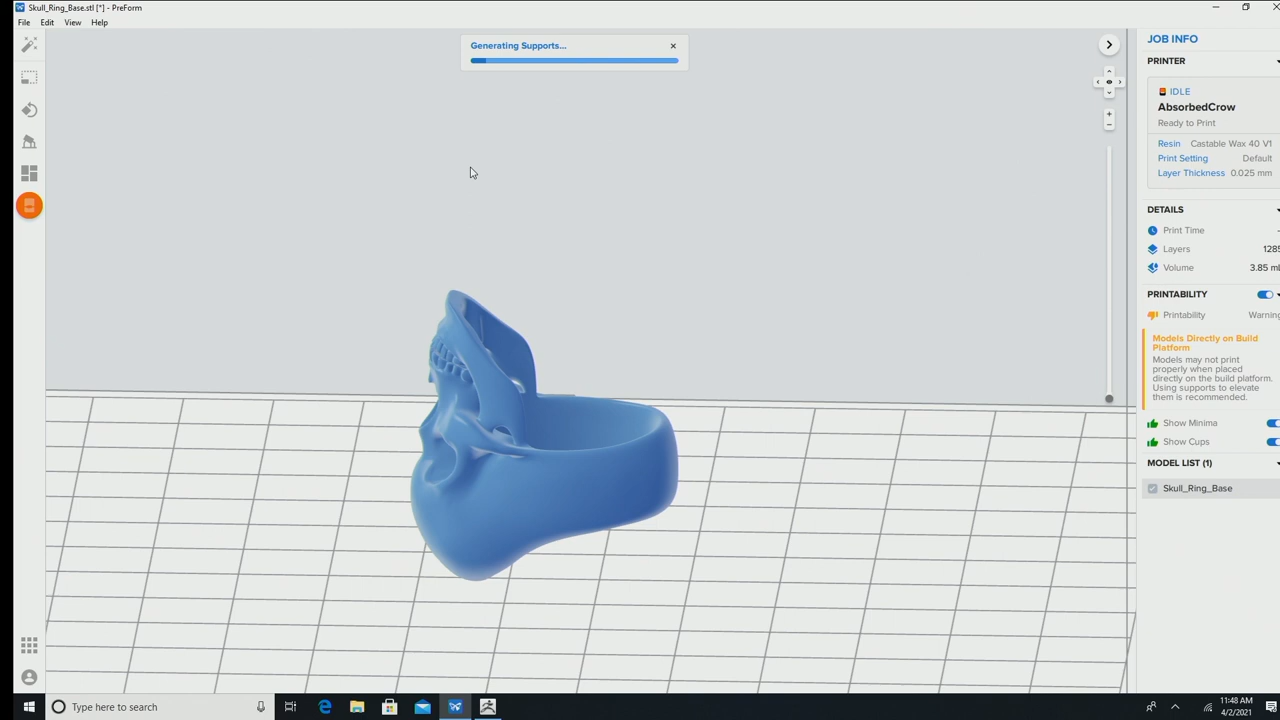 Skull_Ring_Base.stl [*] - PreForm
File Edit View Help
Generating Supports...
JOB INFO
PRINTER
IDLE
AbsorbedCrow
Ready to Print
Resin Castable Wax 40 V1
Print Setting Default
Layer Thickness 0.025 mm
DETAILS
Print Time -
Layers 1285
Volume 3.85 mL
PRINTABILITY
Printability Warning
Models Directly on Build
Platform
Models may not print
properly when placed
directly on the build platform.
Using supports to elevate
them is recommended.
Show Minima
Show Cups
MODEL LIST (1)
Skull_Ring_Base
Type here to search
11:48 AM
4/2/2021